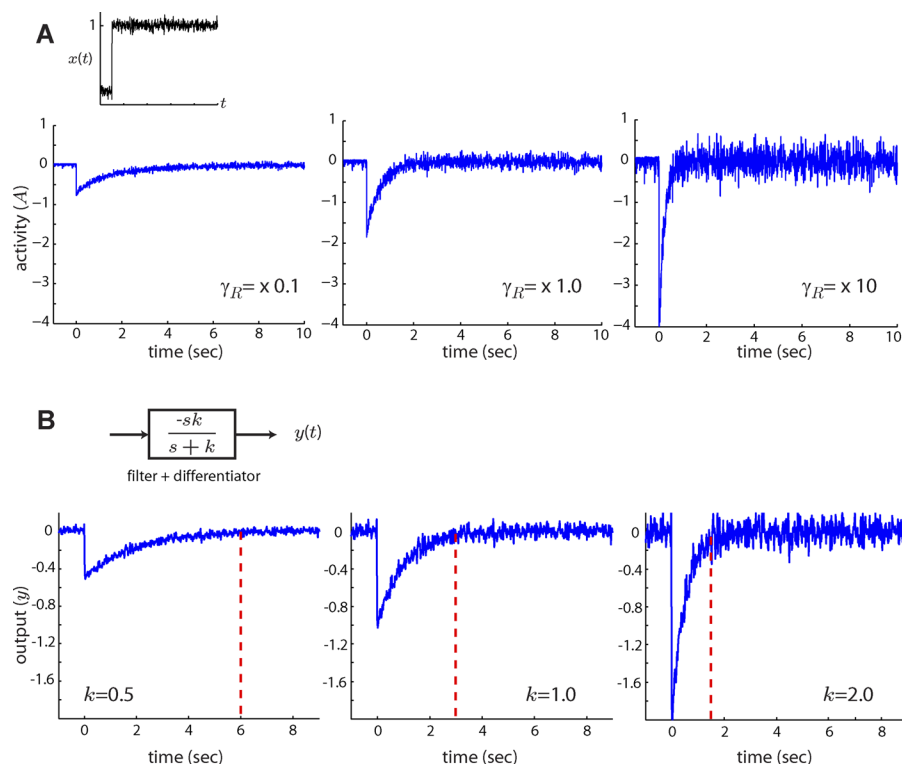 A
1
x(t)
t
1 0 −1 −2 −3 −4
activity (A)
γR= x 0.1
0 2 4 6 8 10
time (sec)
1 0 −1 −2 −3 −4
γR= x 1.0
0 2 4 6 8 10
time (sec)
1 0 −1 −2 −3 −4
γR= x 10
0 2 4 6 8 10
time (sec)
B
-sk
s + k
y(t)
filter + differentiator
0 -0.4 -0.8 -1.2 -1.6
output (y)
k=0.5
0 2 4 6 8
time (sec)
0 -0.4 -0.8 -1.2 -1.6
k=1.0
0 2 4 6 8
time (sec)
0 -0.4 -0.8 -1.2 -1.6
k=2.0
0 2 4 6 8
time (sec)